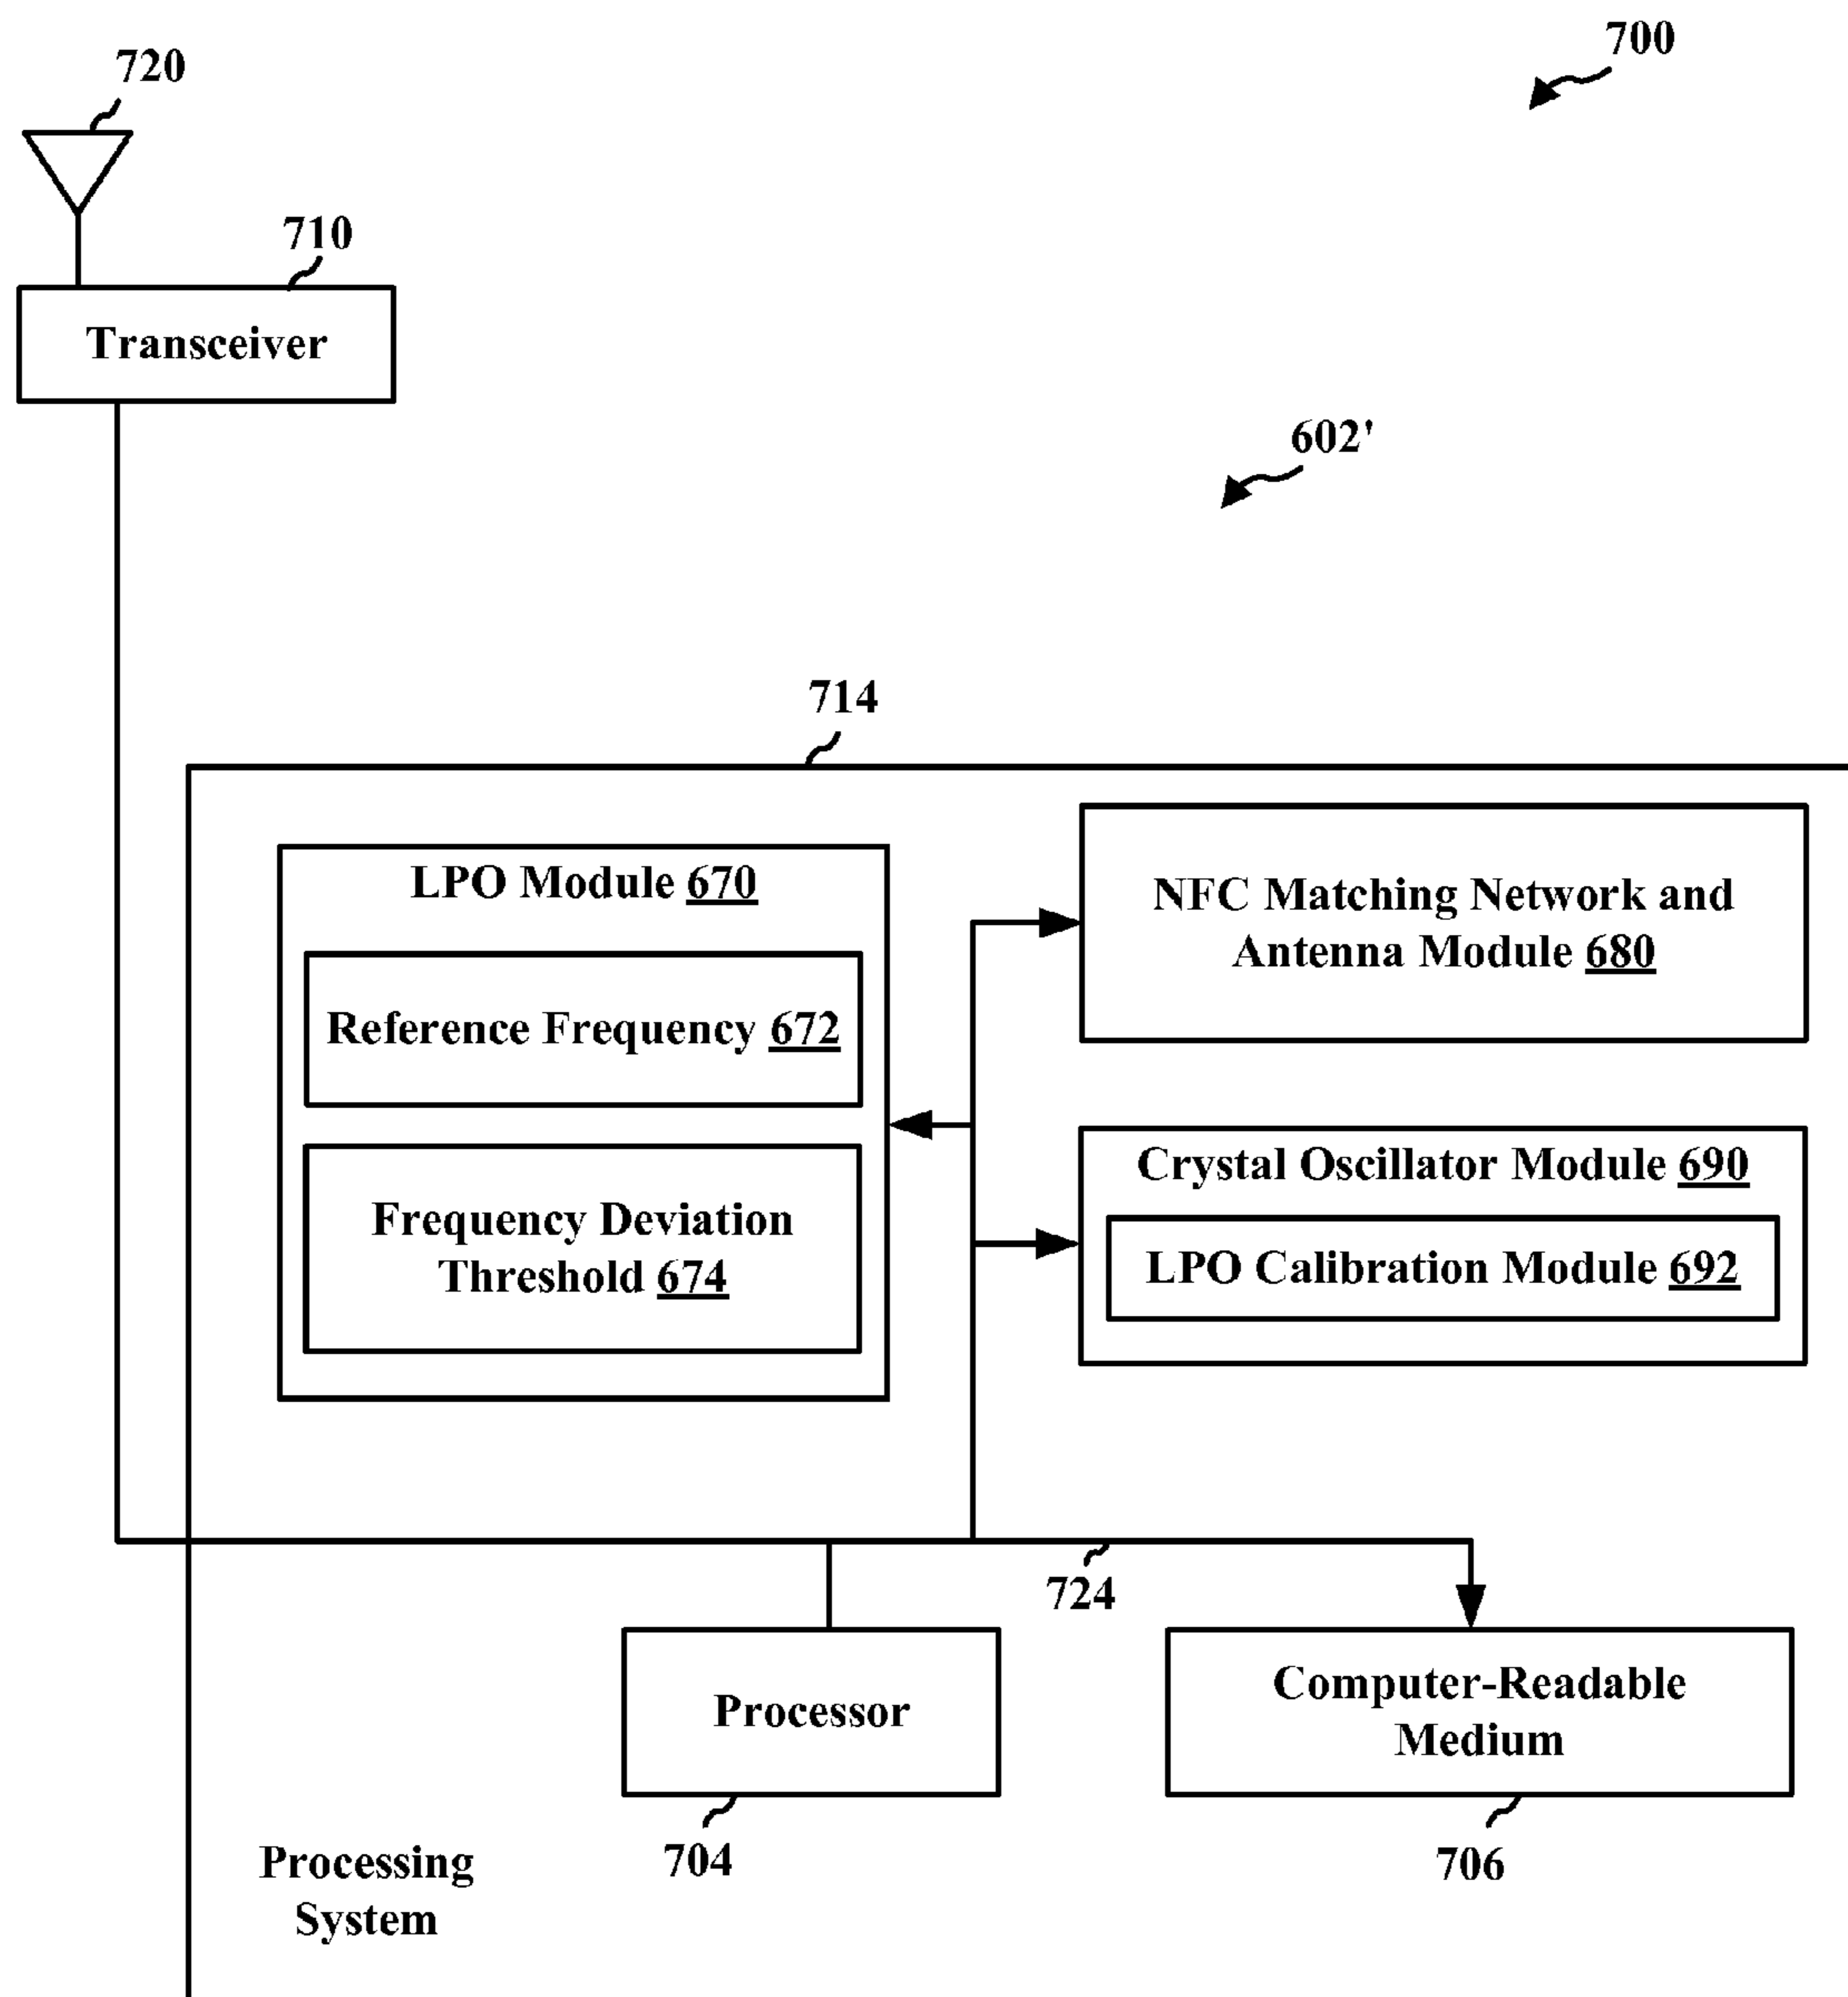 700
720
710
Transceiver
602'
714
LPO Module 670
Reference Frequency 672
Frequency Deviation
Threshold 674
NFC Matching Network and
Antenna Module 680
Crystal Oscillator Module 690
LPO Calibration Module 692
724
Processor
704
Computer-Readable
Medium
706
Processing
System